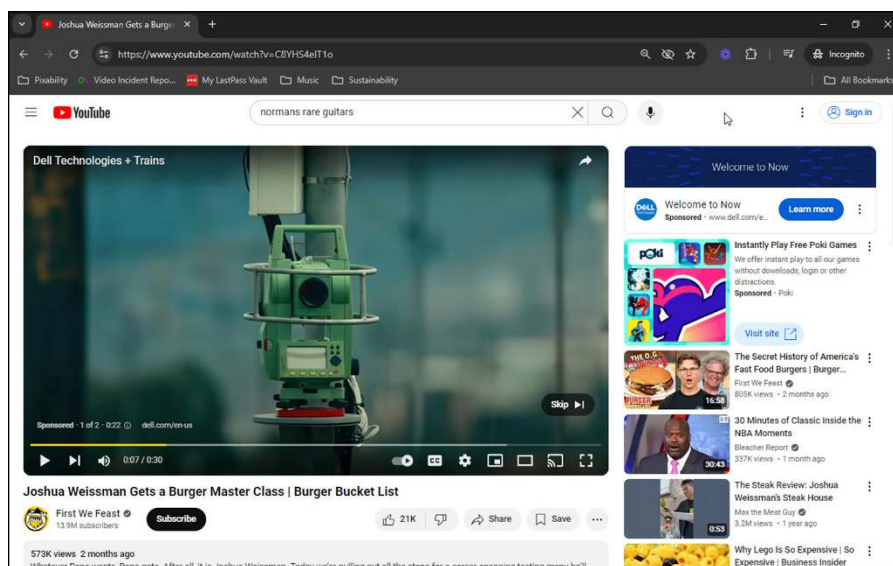 Joshua Weissman Gets a Burge
https://www.youtube.com/watch?v=C8YHS4eIT1o
Incognito
Pixability
Video Incident Repo...
My LastPass Vault
Music
Sustainability
All Bookmarks
YouTube
normans rare guitars
Sign in
Dell Technologies + Trains
Skip
Sponsored · 1 of 2 · 0:22
dell.com/en-us
0:07 / 0:30
CC
Joshua Weissman Gets a Burger Master Class | Burger Bucket List
First We Feast
13.9M subscribers
Subscribe
21K
Share
Save
573K views 2 months ago
Welcome to Now
DELL
Welcome to Now
Sponsored · www.dell.com/e...
Learn more
poki
Instantly Play Free Poki Games
We offer instant play to all our games
without downloads, login or other
distractions.
Sponsored · Poki
Visit site
THE O.G.
BURGER
16:58
The Secret History of America's
Fast Food Burgers | Burger...
First We Feast
805K views · 2 months ago
30:43
30 Minutes of Classic Inside the
NBA Moments
Bleacher Report
337K views · 1 month ago
0:53
The Steak Review: Joshua
Weissman's Steak House
Max the Meat Guy
3.2M views · 1 year ago
Why Lego Is So Expensive | So
Expensive | Business Insider